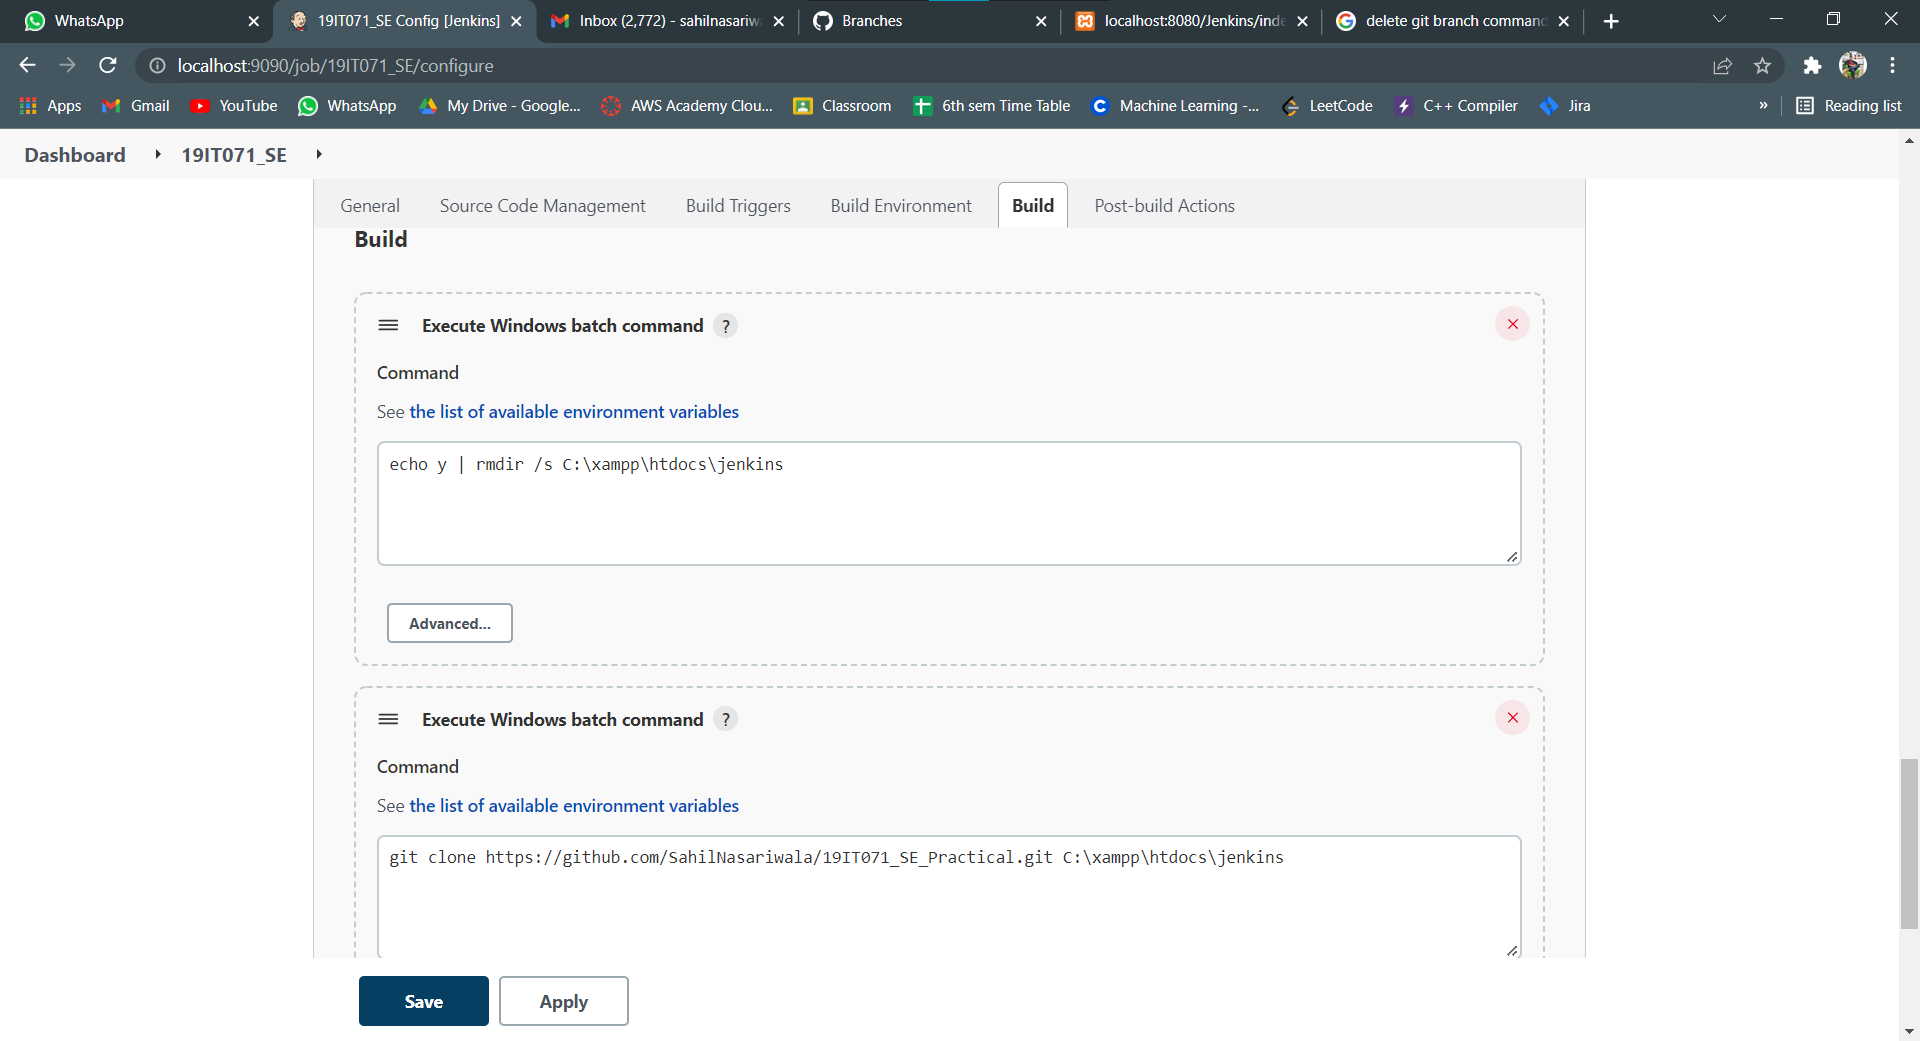 WhatsApp
19IT071_SE Config [Jenkins]
Inbox (2,772) - sahilnasariw
Branches
localhost:8080/Jenkins/inde
delete git branch command
localhost:9090/job/19IT071_SE/configure
Apps
Gmail
YouTube
WhatsApp
My Drive - Google...
AWS Academy Clou...
Classroom
6th sem Time Table
Machine Learning -...
LeetCode
C++ Compiler
Jira
»
Reading list
Dashboard
19IT071_SE
General
Source Code Management
Build Triggers
Build Environment
Build
Post-build Actions
Build
Execute Windows batch command ?
Command
See the list of available environment variables
echo y | rmdir /s C:\xampp\htdocs\jenkins
Advanced...
Execute Windows batch command ?
Command
See the list of available environment variables
git clone https://github.com/SahilNasariwala/19IT071_SE_Practical.git C:\xampp\htdocs\jenkins
Save
Apply